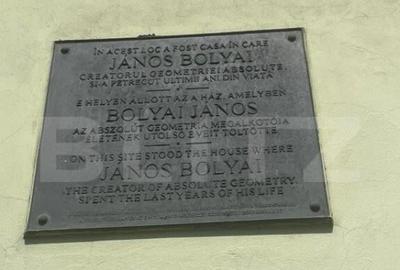 IN ACEST LOC A FOST CASA ÎN CARE
JÁNOS BOLYAI
CREATORUL GEOMETRIEI ABSOLUTE,
ȘI-A PETRECUT ULTIMII ANI DIN VIAȚĂ
E HELYEN ÁLLOTT AZ A HÁZ, AMELYBEN
BOLYAI JÁNOS
AZ ABSZOLÚT GEOMETRIA MEGALKOTÓJA
ÉLETÉNEK UTOLSÓ ÉVEIT TÖLTÖTTE
ON THIS SITE STOOD THE HOUSE WHERE
JÁNOS BOLYAI
THE CREATOR OF ABSOLUTE GEOMETRY,
SPENT THE LAST YEARS OF HIS LIFE